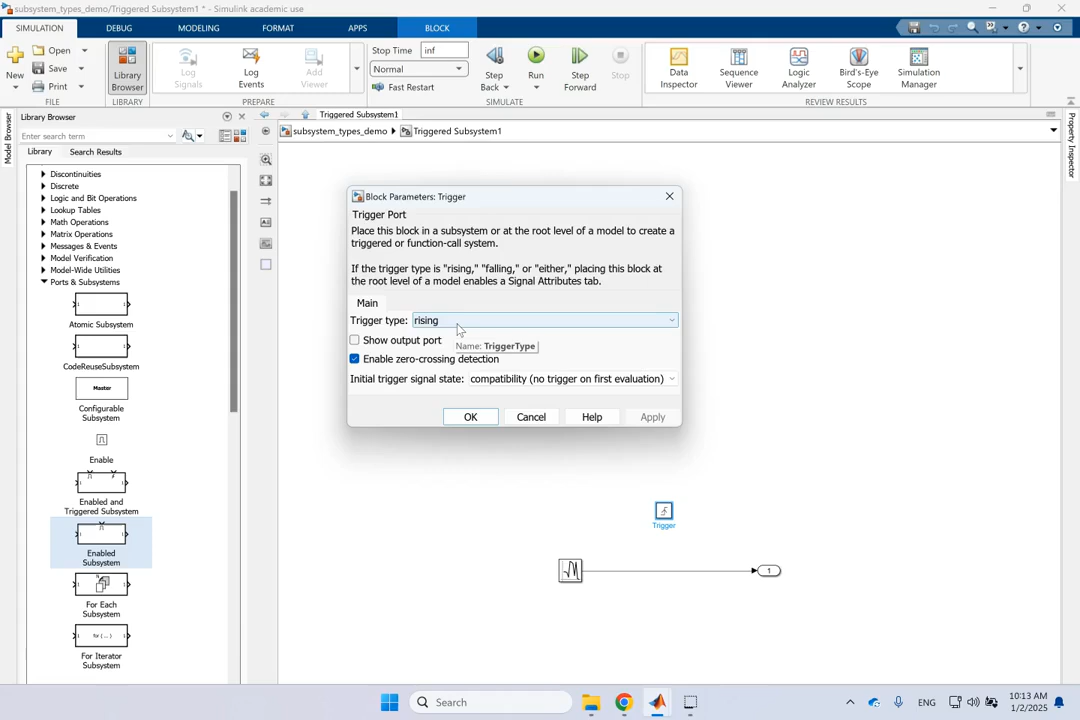 subsystem_types_demo/Triggered Subsystem1 * - Simulink academic use
SIMULATION DEBUG MODELING FORMAT APPS BLOCK
New
Open
Save
Print
FILE
Library Browser
LIBRARY
Log Signals
Log Events
Add Viewer
PREPARE
Stop Time inf
Normal
Fast Restart
Step Back
Run
Step Forward
Stop
SIMULATE
Data Inspector
Sequence Viewer
Logic Analyzer
Bird's-Eye Scope
Simulation Manager
REVIEW RESULTS
Model Browser
Library Browser
Enter search term
Library Search Results
Discontinuities
Discrete
Logic and Bit Operations
Lookup Tables
Math Operations
Matrix Operations
Messages & Events
Model Verification
Model-Wide Utilities
Ports & Subsystems
Atomic Subsystem
CodeReuseSubsystem
Master
Configurable
Subsystem
Enable
Enabled and
Triggered Subsystem
Enabled
Subsystem
For Each
Subsystem
for { ... }
For Iterator
Subsystem
Triggered Subsystem1
subsystem_types_demo Triggered Subsystem1
Property Inspector
Block Parameters: Trigger
Trigger Port
Place this block in a subsystem or at the root level of a model to create a
triggered or function-call system.
If the trigger type is "rising," "falling," or "either," placing this block at
the root level of a model enables a Signal Attributes tab.
Main
Trigger type: rising
Show output port
Name: TriggerType
Enable zero-crossing detection
Initial trigger signal state: compatibility (no trigger on first evaluation)
OK Cancel Help Apply
Trigger
1
Search
ENG
10:13 AM
1/2/2025